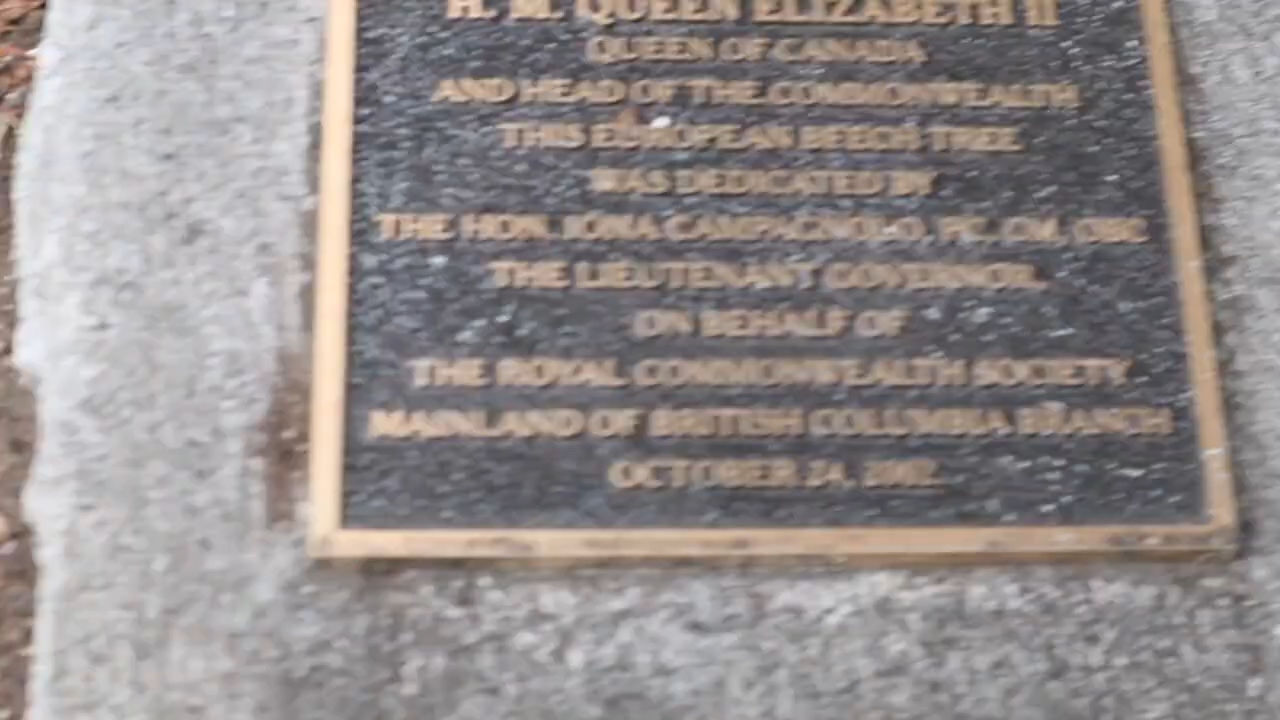 H. M. QUEEN ELIZABETH II
QUEEN OF CANADA
AND HEAD OF THE COMMONWEALTH
THIS EUROPEAN BEECH TREE
WAS DEDICATED BY
THE HON. IONA CAMPAGNOLO, PC, CM, OBC
THE LIEUTENANT GOVERNOR,
ON BEHALF OF
THE ROYAL COMMONWEALTH SOCIETY
MAINLAND OF BRITISH COLUMBIA BRANCH
OCTOBER 24, 2002.